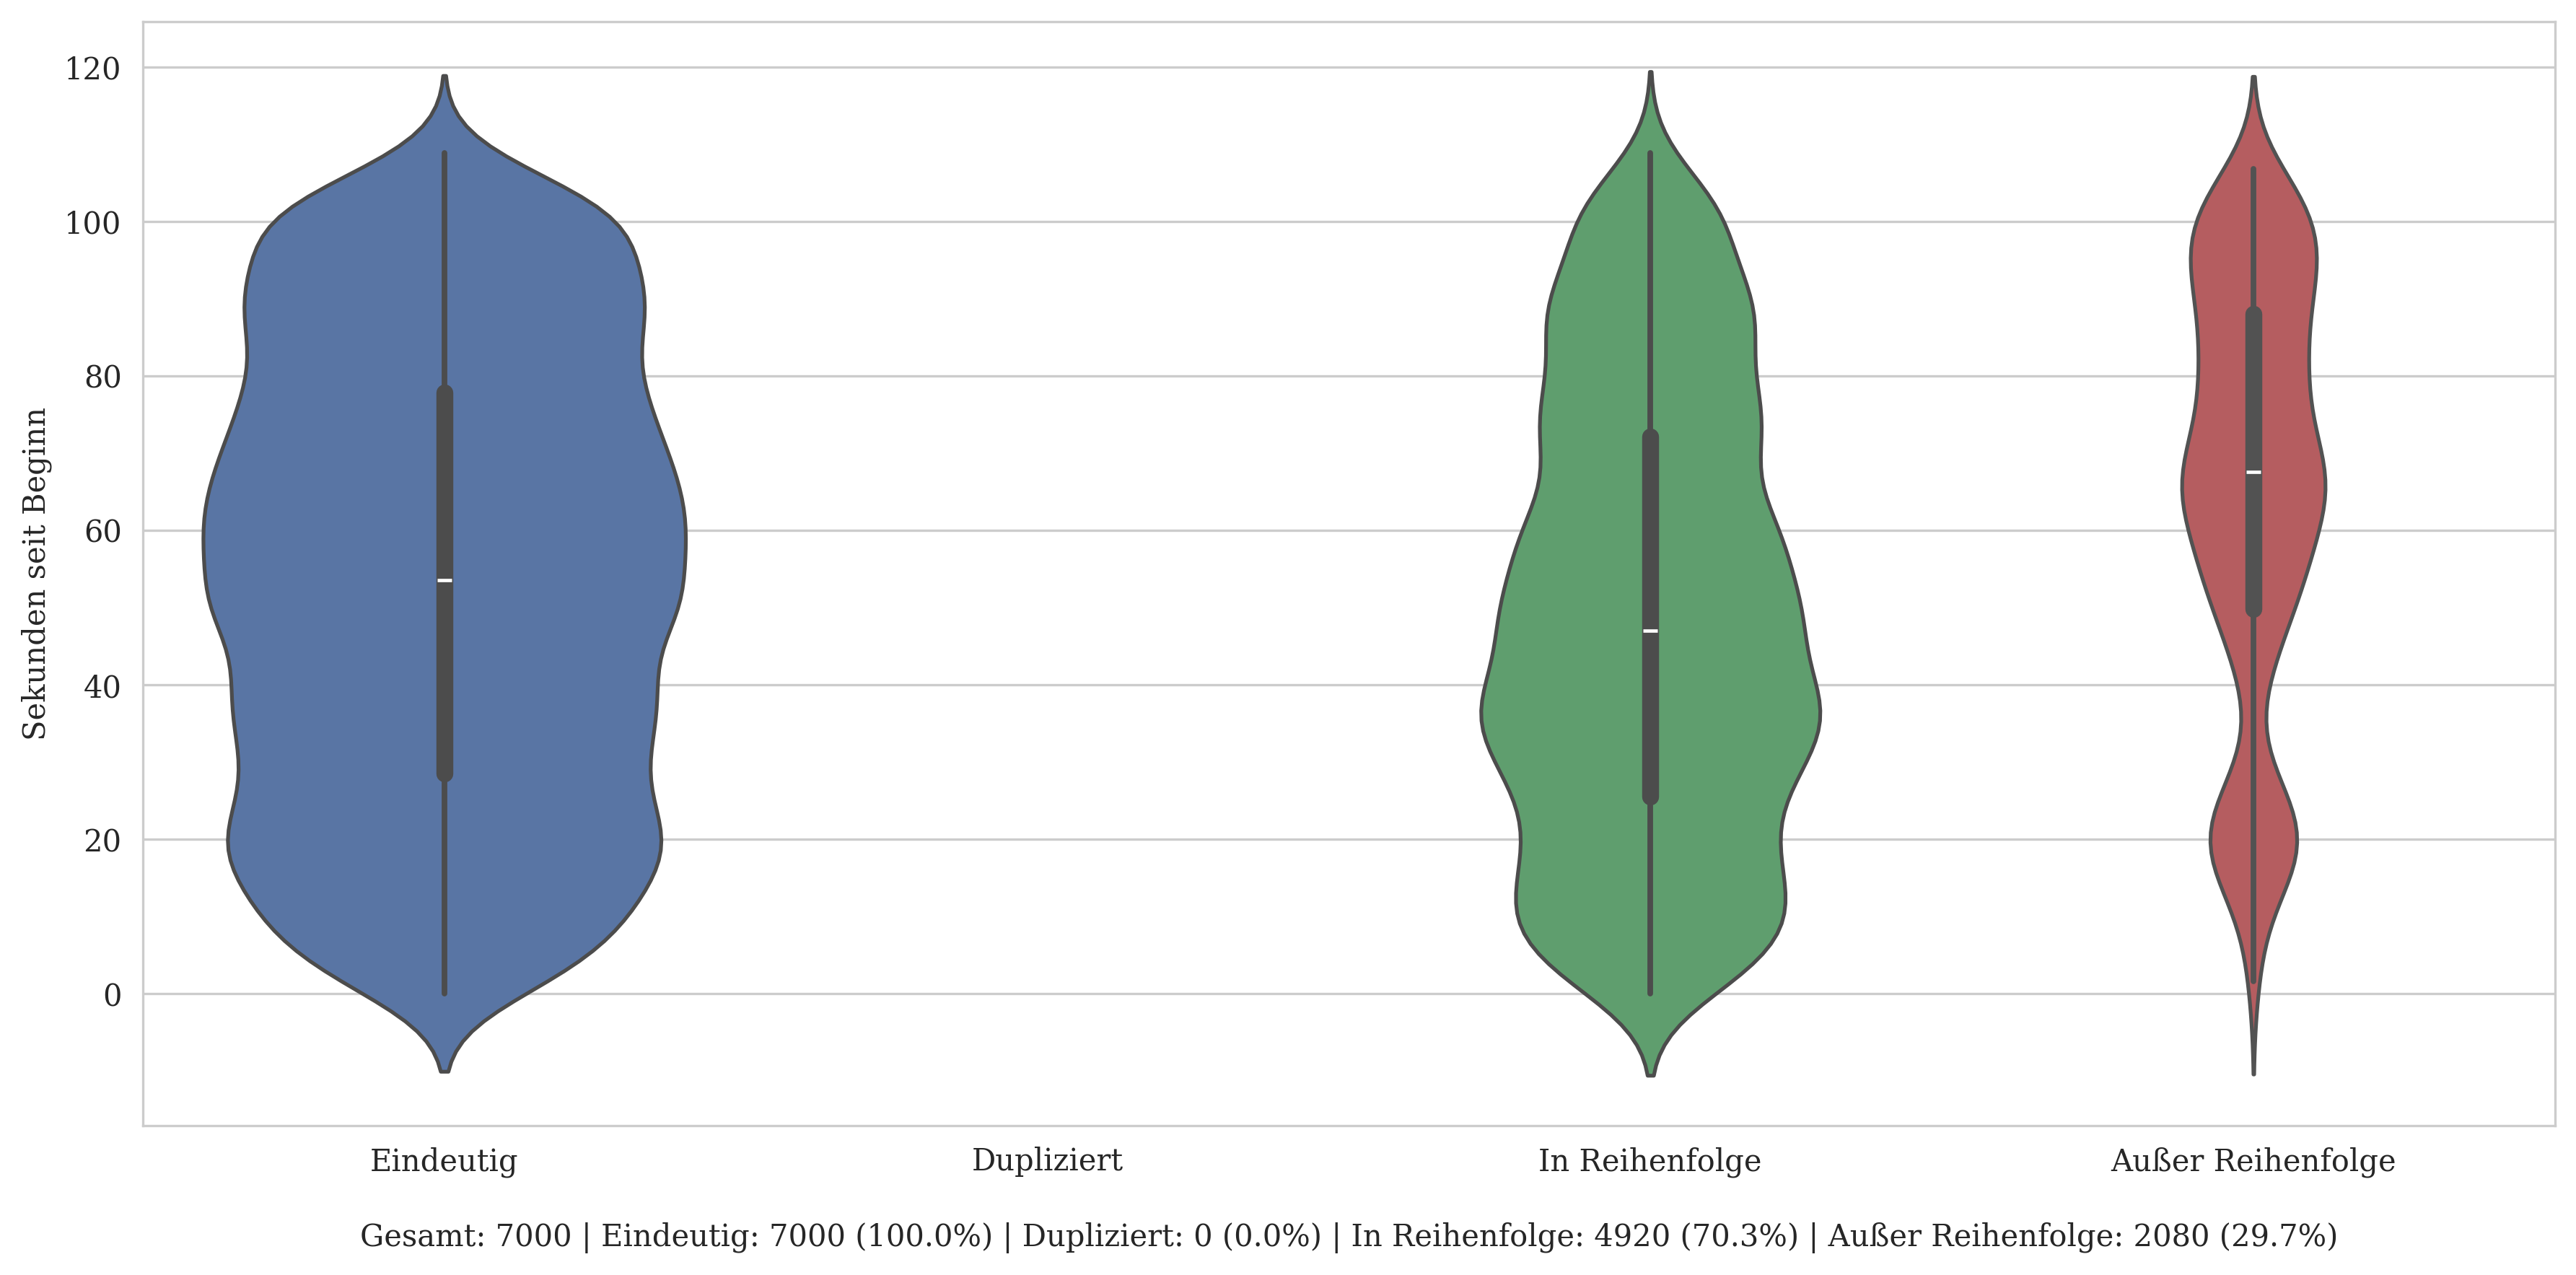 120
100
80
60
40
20
0
Sekunden seit Beginn
Eindeutig
Dupliziert
In Reihenfolge
Außer Reihenfolge
Gesamt: 7000 | Eindeutig: 7000 (100.0%) | Dupliziert: 0 (0.0%) | In Reihenfolge: 4920 (70.3%) | Außer Reihenfolge: 2080 (29.7%)